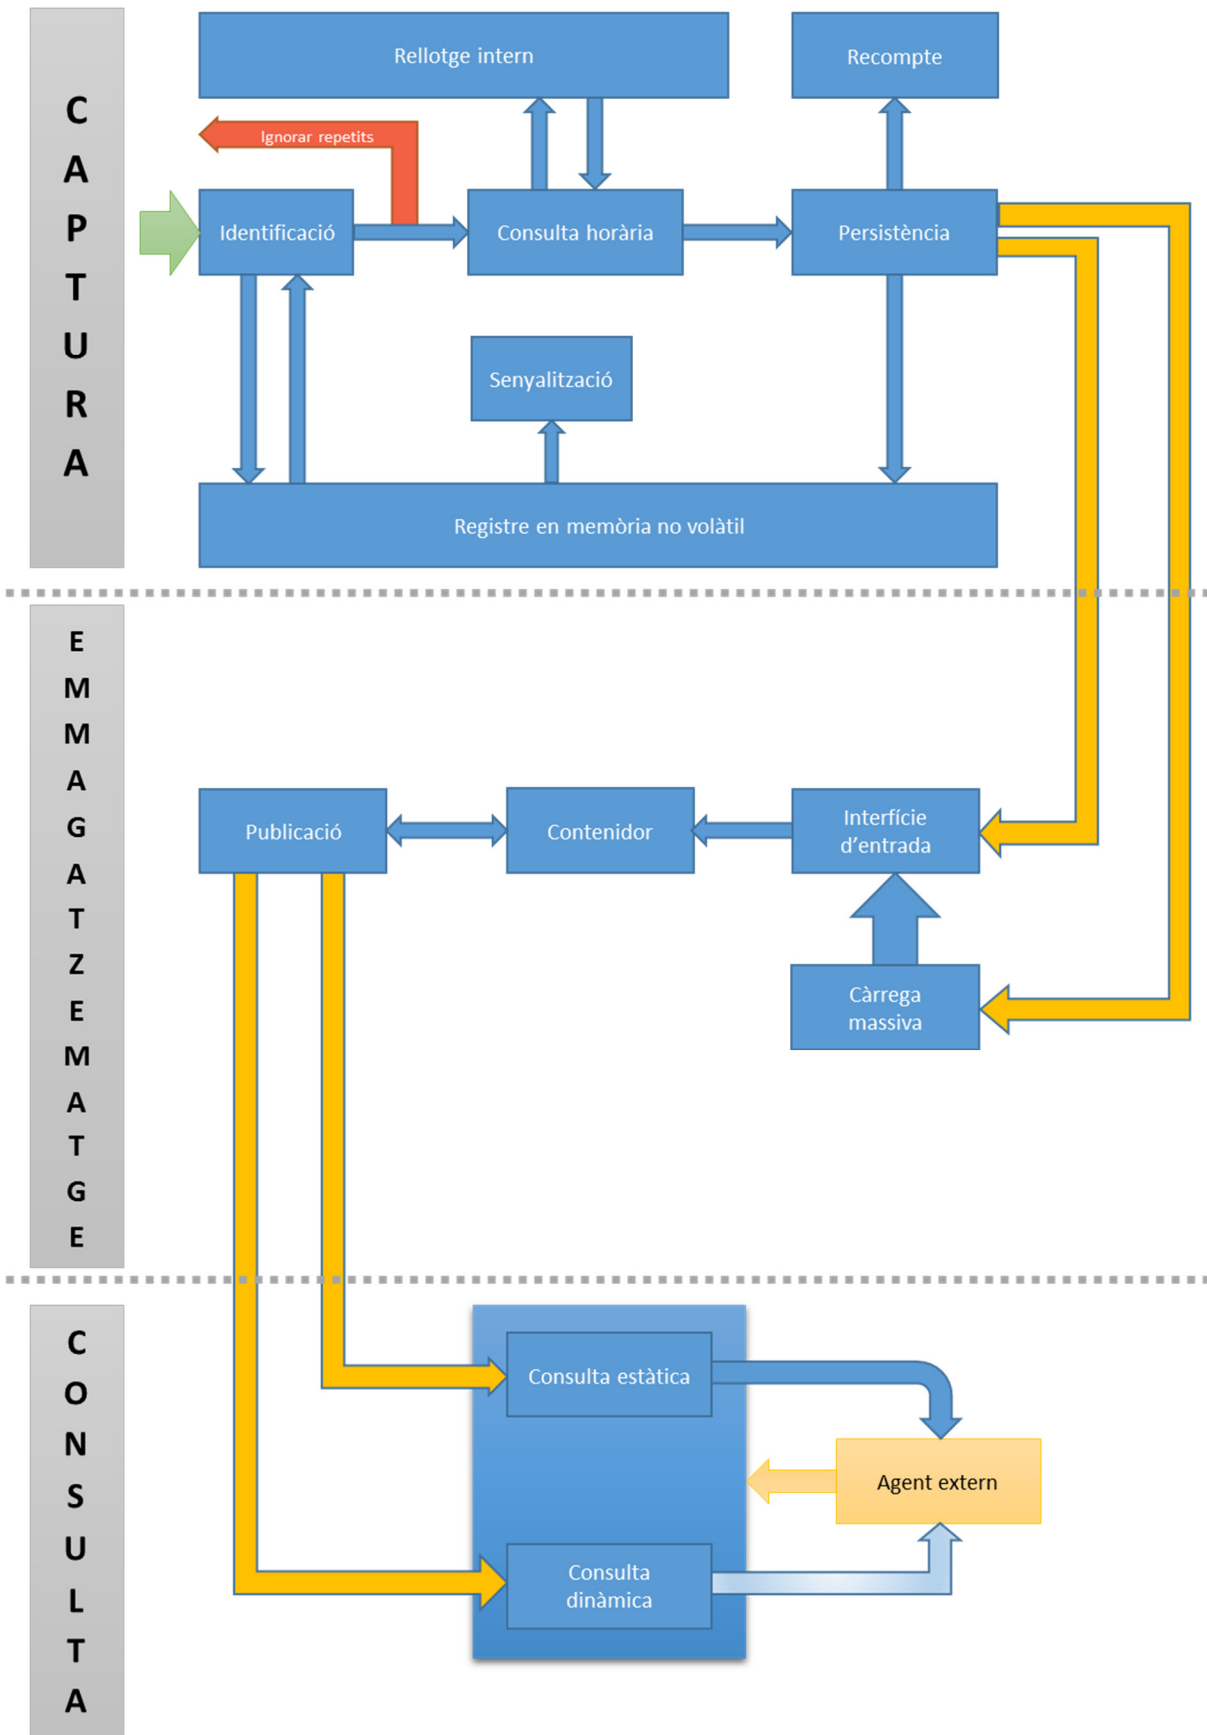 CAPTURA
Rellotge intern
Recompte
Ignorar repetits
Identificació
Consulta horària
Persistència
Senyalització
Registre en memòria no volàtil
EMMAGATZEMATGE
Publicació
Contenidor
Interfície
d'entrada
Càrrega
massiva
CONSULTA
Consulta estàtica
Agent extern
Consulta
dinàmica